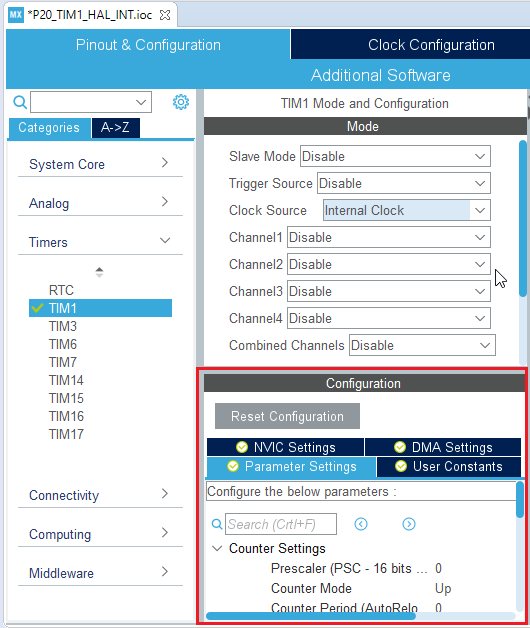 MX *P20_TIM1_HAL_INT.ioc
Pinout & Configuration
Clock Configuration
Additional Software
Categories
A->Z
System Core
Analog
Timers
RTC
TIM1
TIM3
TIM6
TIM7
TIM14
TIM15
TIM16
TIM17
Connectivity
Computing
Middleware
TIM1 Mode and Configuration
Mode
Slave Mode Disable
Trigger Source Disable
Clock Source Internal Clock
Channel1 Disable
Channel2 Disable
Channel3 Disable
Channel4 Disable
Combined Channels Disable
Configuration
Reset Configuration
NVIC Settings
DMA Settings
Parameter Settings
User Constants
Configure the below parameters :
Search (Crtl+F)
Counter Settings
Prescaler (PSC - 16 bits ... 0
Counter Mode Up
Counter Period (AutoRelo... 0